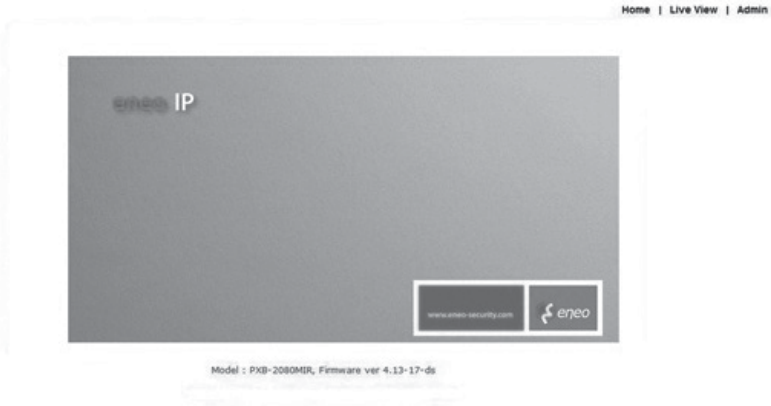 Home | Live View | Admin
eneo IP
www.eneo-security.com
eneo
Model : PXB-2080MIR, Firmware ver 4.13-17-ds